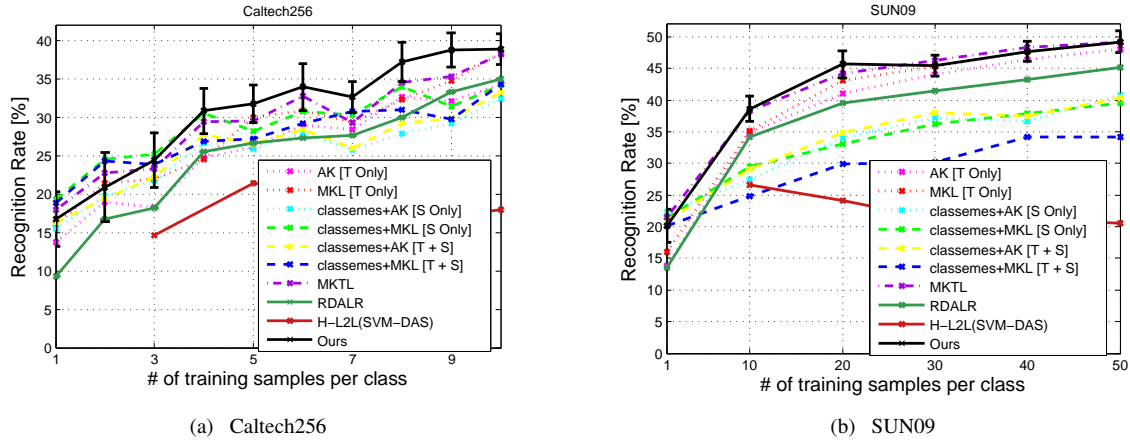 Caltech256
Recognition Rate [%]
40
35
30
25
20
15
10
5
0
1
3
5
7
9
# of training samples per class
AK [T Only]
MKL [T Only]
classemes+AK [S Only]
classemes+MKL [S Only]
classemes+AK [T + S]
classemes+MKL [T + S]
MKTL
RDALR
H−L2L(SVM−DAS)
Ours
(a) Caltech256
SUN09
Recognition Rate [%]
50
45
40
35
30
25
20
15
10
5
0
1
10
20
30
40
50
# of training samples per class
AK [T Only]
MKL [T Only]
classemes+AK [S Only]
classemes+MKL [S Only]
classemes+AK [T + S]
classemes+MKL [T + S]
MKTL
RDALR
H−L2L(SVM−DAS)
Ours
(b) SUN09